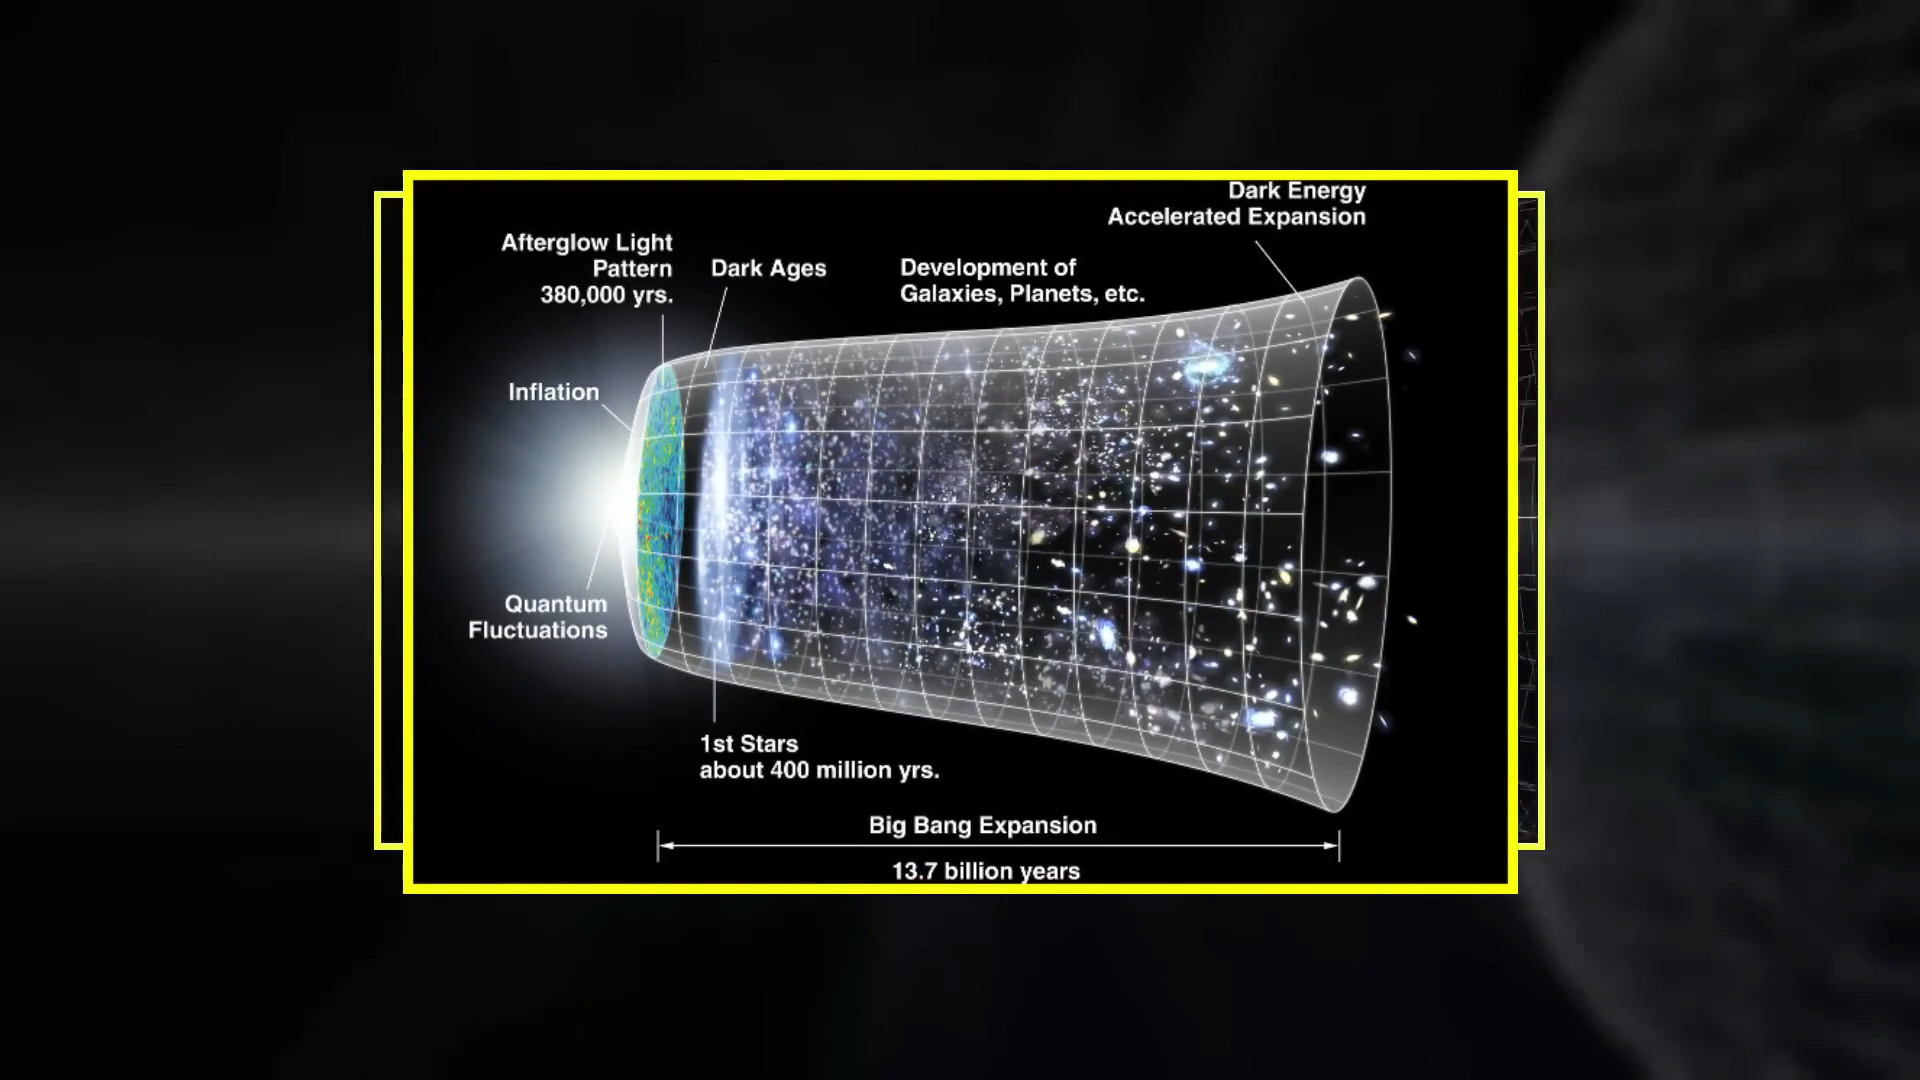 Dark Energy
Accelerated Expansion
Afterglow Light
Pattern
380,000 yrs.
Dark Ages
Development of
Galaxies, Planets, etc.
Inflation
Quantum
Fluctuations
1st Stars
about 400 million yrs.
Big Bang Expansion
13.7 billion years